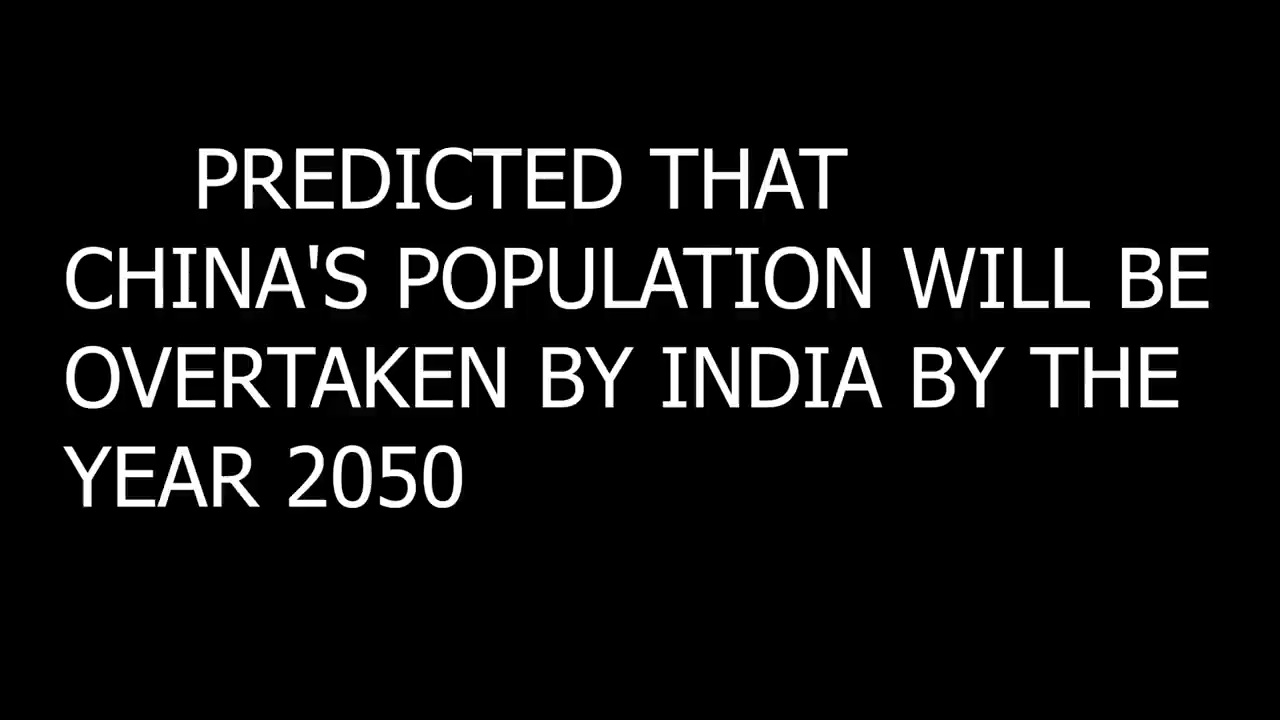 PREDICTED THAT
CHINA'S POPULATION WILL BE
OVERTAKEN BY INDIA BY THE
YEAR 2050